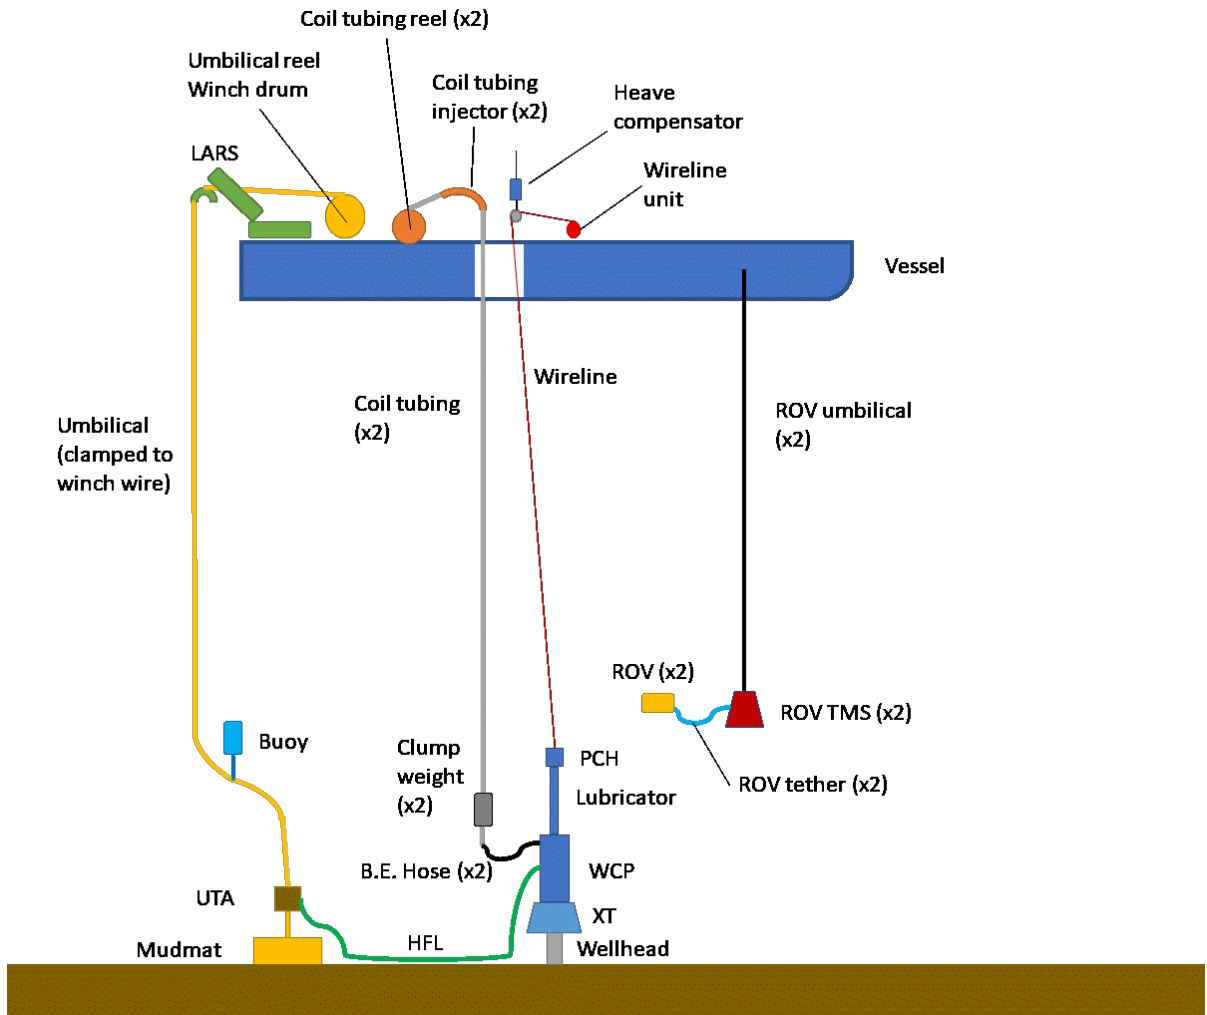 Coil tubing reel (x2)
Umbilical reel
Winch drum
Coil tubing
injector (x2)
Heave
compensator
LARS
Wireline
unit
Vessel
Wireline
Coil tubing
(x2)
ROV umbilical
(x2)
Umbilical
(clamped to
winch wire)
ROV (x2)
ROV TMS (x2)
Buoy
Clump
weight
(x2)
PCH
ROV tether (x2)
Lubricator
B.E. Hose (x2)
WCP
UTA
XT
HFL
Mudmat
Wellhead